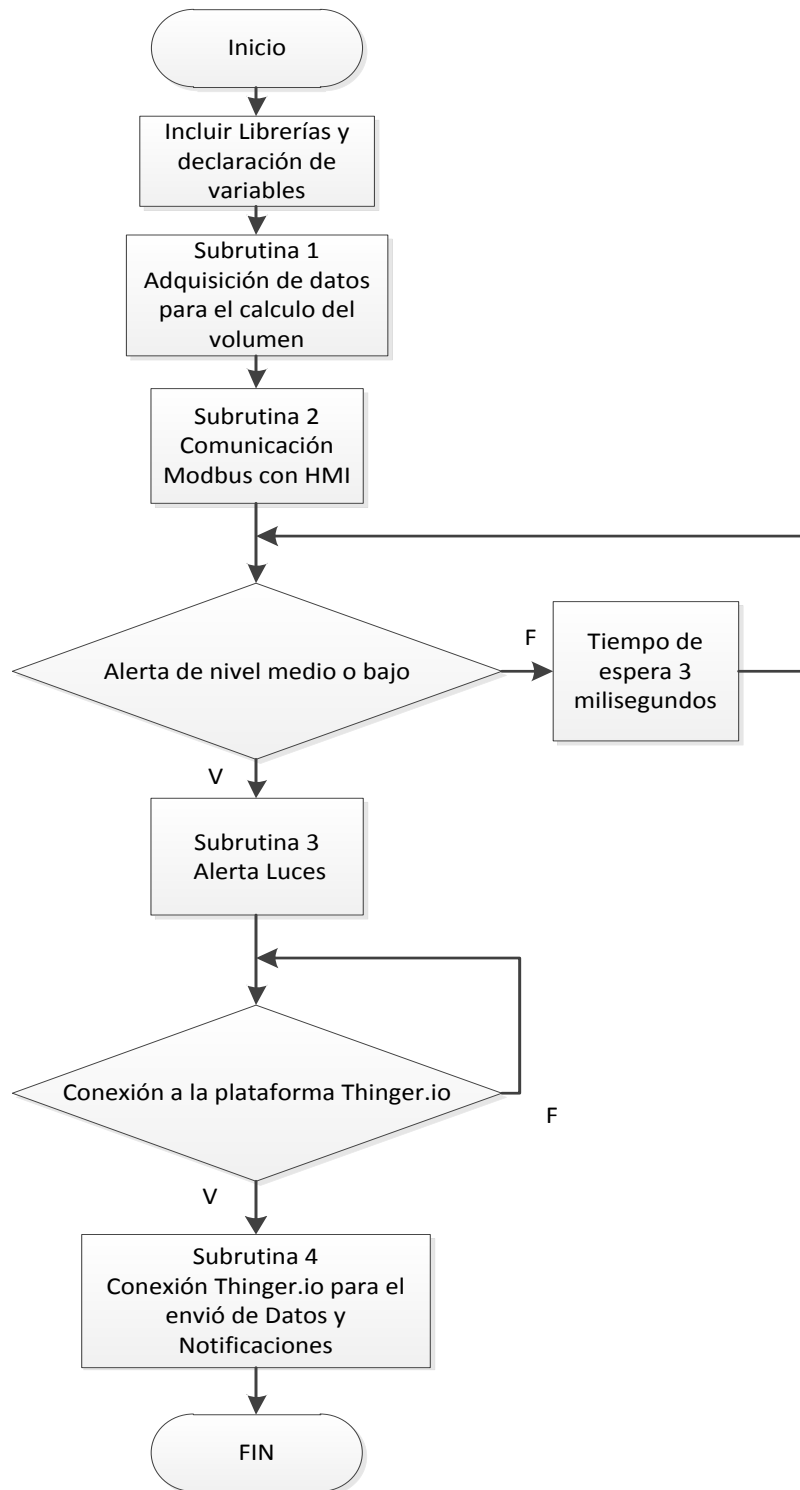 Inicio
Incluir Librerías y
declaración de
variables
Subrutina 1
Adquisición de datos
para el calculo del
volumen
Subrutina 2
Comunicación
Modbus con HMI
Alerta de nivel medio o bajo
F
Tiempo de
espera 3
milisegundos
V
Subrutina 3
Alerta Luces
Conexión a la plataforma Thinger.io
F
V
Subrutina 4
Conexión Thinger.io para el
envió de Datos y
Notificaciones
FIN